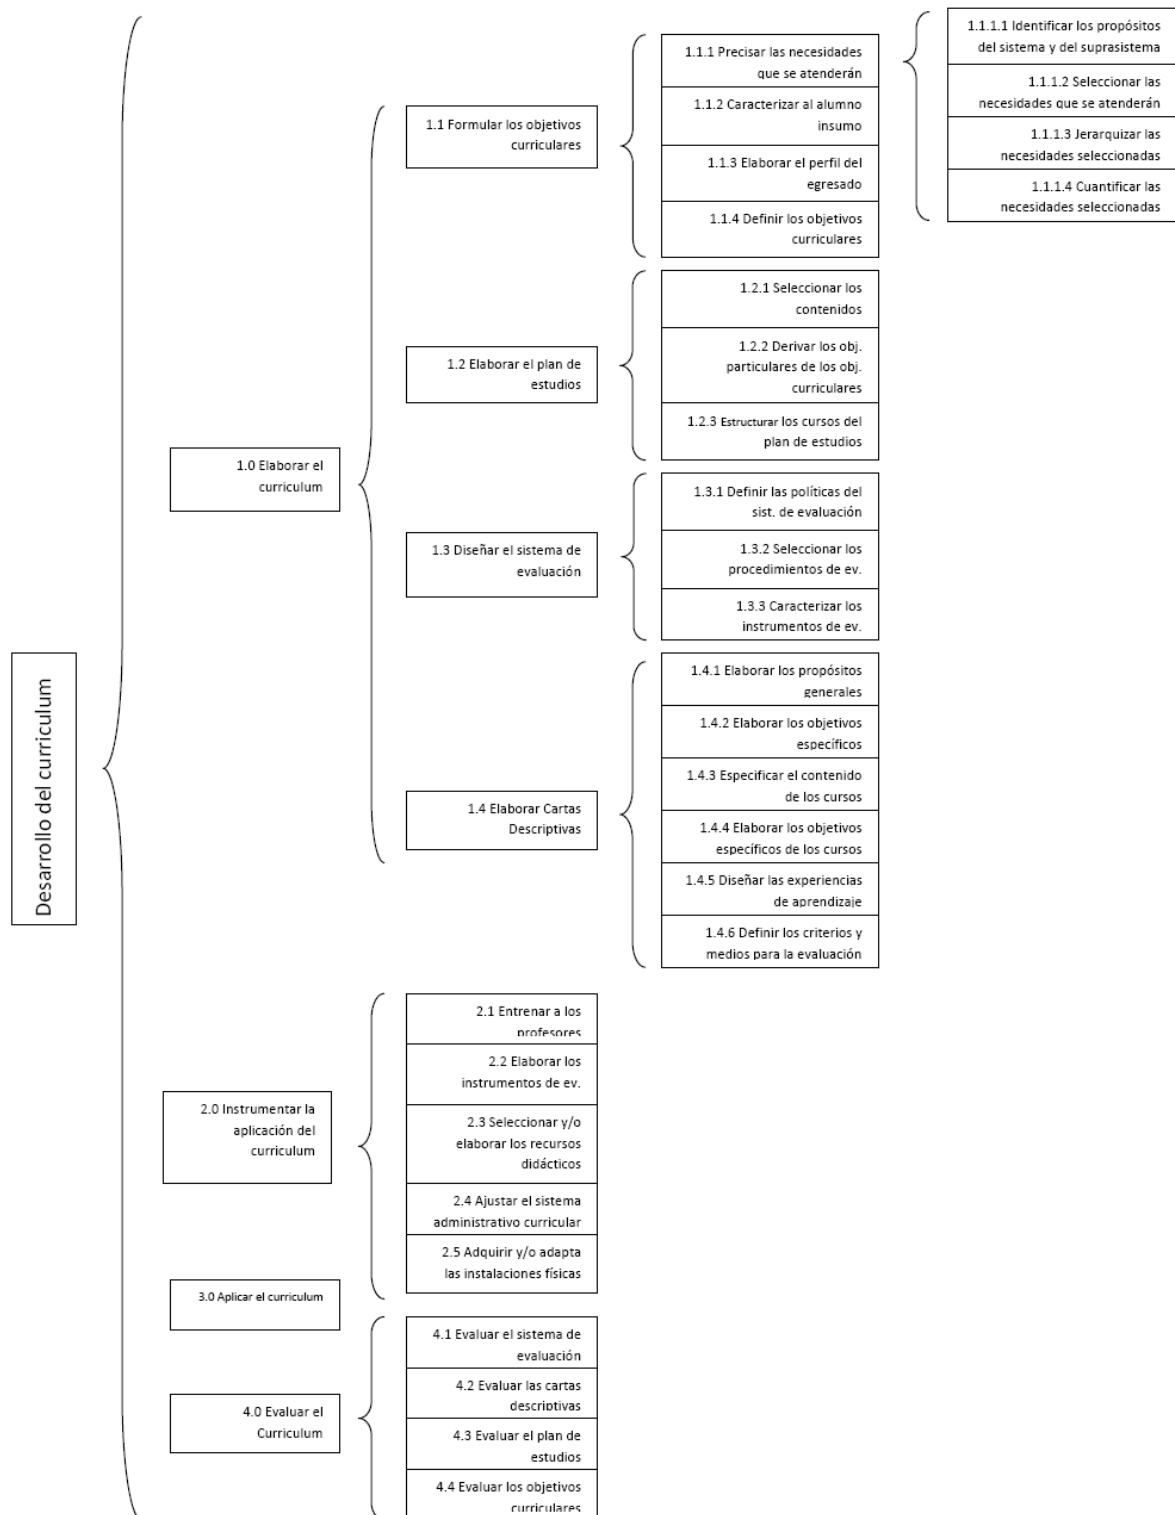 Desarrollo del curriculum
1.0 Elaborar el
curriculum
1.1 Formular los objetivos
curriculares
1.1.1 Precisar las necesidades
que se atenderán
1.1.1.1 Identificar los propósitos
del sistema y del suprasistema
1.1.1.2 Seleccionar las
necesidades que se atenderán
1.1.1.3 Jerarquizar las
necesidades seleccionadas
1.1.1.4 Cuantificar las
necesidades seleccionadas
1.1.2 Caracterizar al alumno
insumo
1.1.3 Elaborar el perfil del
egresado
1.1.4 Definir los objetivos
curriculares
1.2 Elaborar el plan de
estudios
1.2.1 Seleccionar los
contenidos
1.2.2 Derivar los obj.
particulares de los obj.
curriculares
1.2.3 Estructurar los cursos del
plan de estudios
1.3 Diseñar el sistema de
evaluación
1.3.1 Definir las políticas del
sist. de evaluación
1.3.2 Seleccionar los
procedimientos de ev.
1.3.3 Caracterizar los
instrumentos de ev.
1.4 Elaborar Cartas
Descriptivas
1.4.1 Elaborar los propósitos
generales
1.4.2 Elaborar los objetivos
específicos
1.4.3 Especificar el contenido
de los cursos
1.4.4 Elaborar los objetivos
específicos de los cursos
1.4.5 Diseñar las experiencias
de aprendizaje
1.4.6 Definir los criterios y
medios para la evaluación
2.0 Instrumentar la
aplicación del
curriculum
2.1 Entrenar a los
profesores
2.2 Elaborar los
instrumentos de ev.
2.3 Seleccionar y/o
elaborar los recursos
didácticos
2.4 Ajustar el sistema
administrativo curricular
2.5 Adquirir y/o adapta
las instalaciones físicas
3.0 Aplicar el curriculum
4.0 Evaluar el
Curriculum
4.1 Evaluar el sistema de
evaluación
4.2 Evaluar las cartas
descriptivas
4.3 Evaluar el plan de
estudios
4.4 Evaluar los objetivos
curriculares